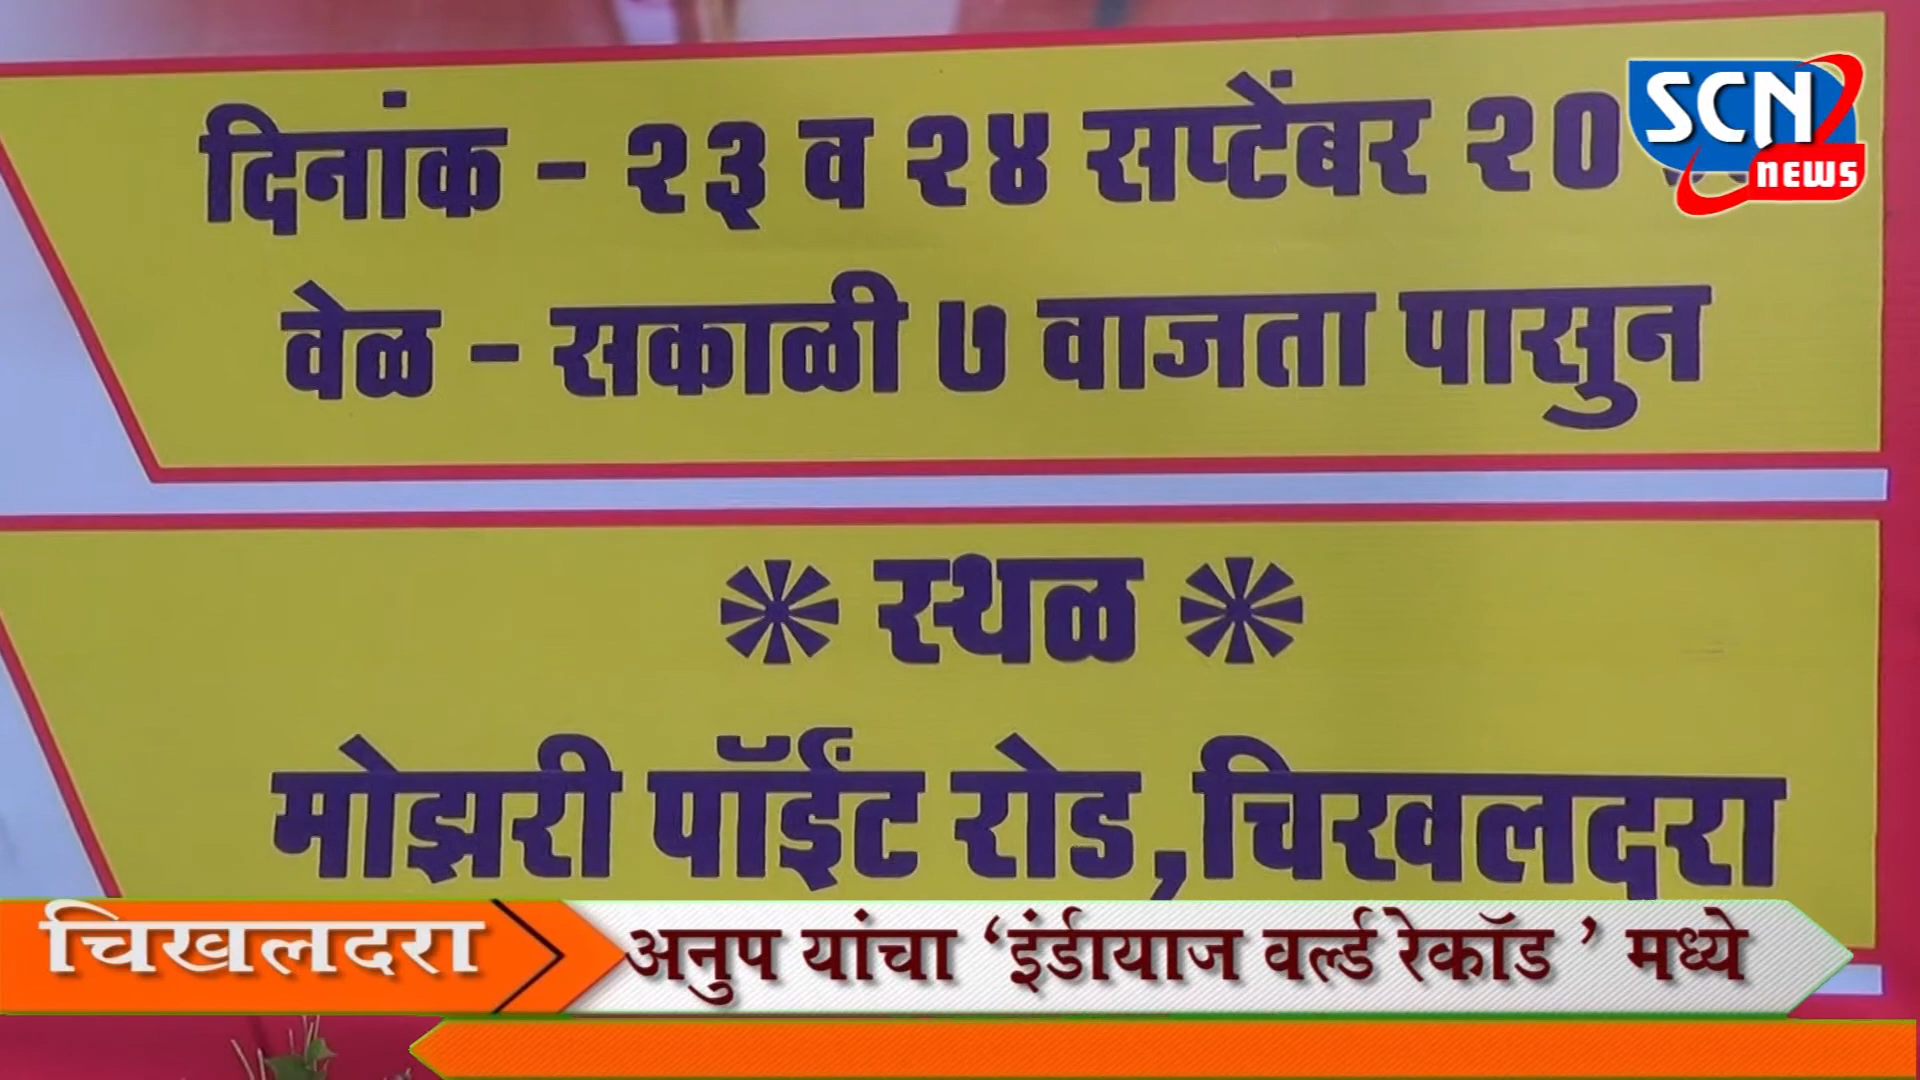 दिनांक - २३ व २४ सप्टेंबर २०
SCN
NEWS
वेळ - सकाळी ७ वाजता पासुन
स्थळ
मोझरी पॉईंट रोड,चिखलदरा
चिखलदरा
अनुप यांचा ‘इंर्डायाज वर्ल्ड रेकॉड ’ मध्ये